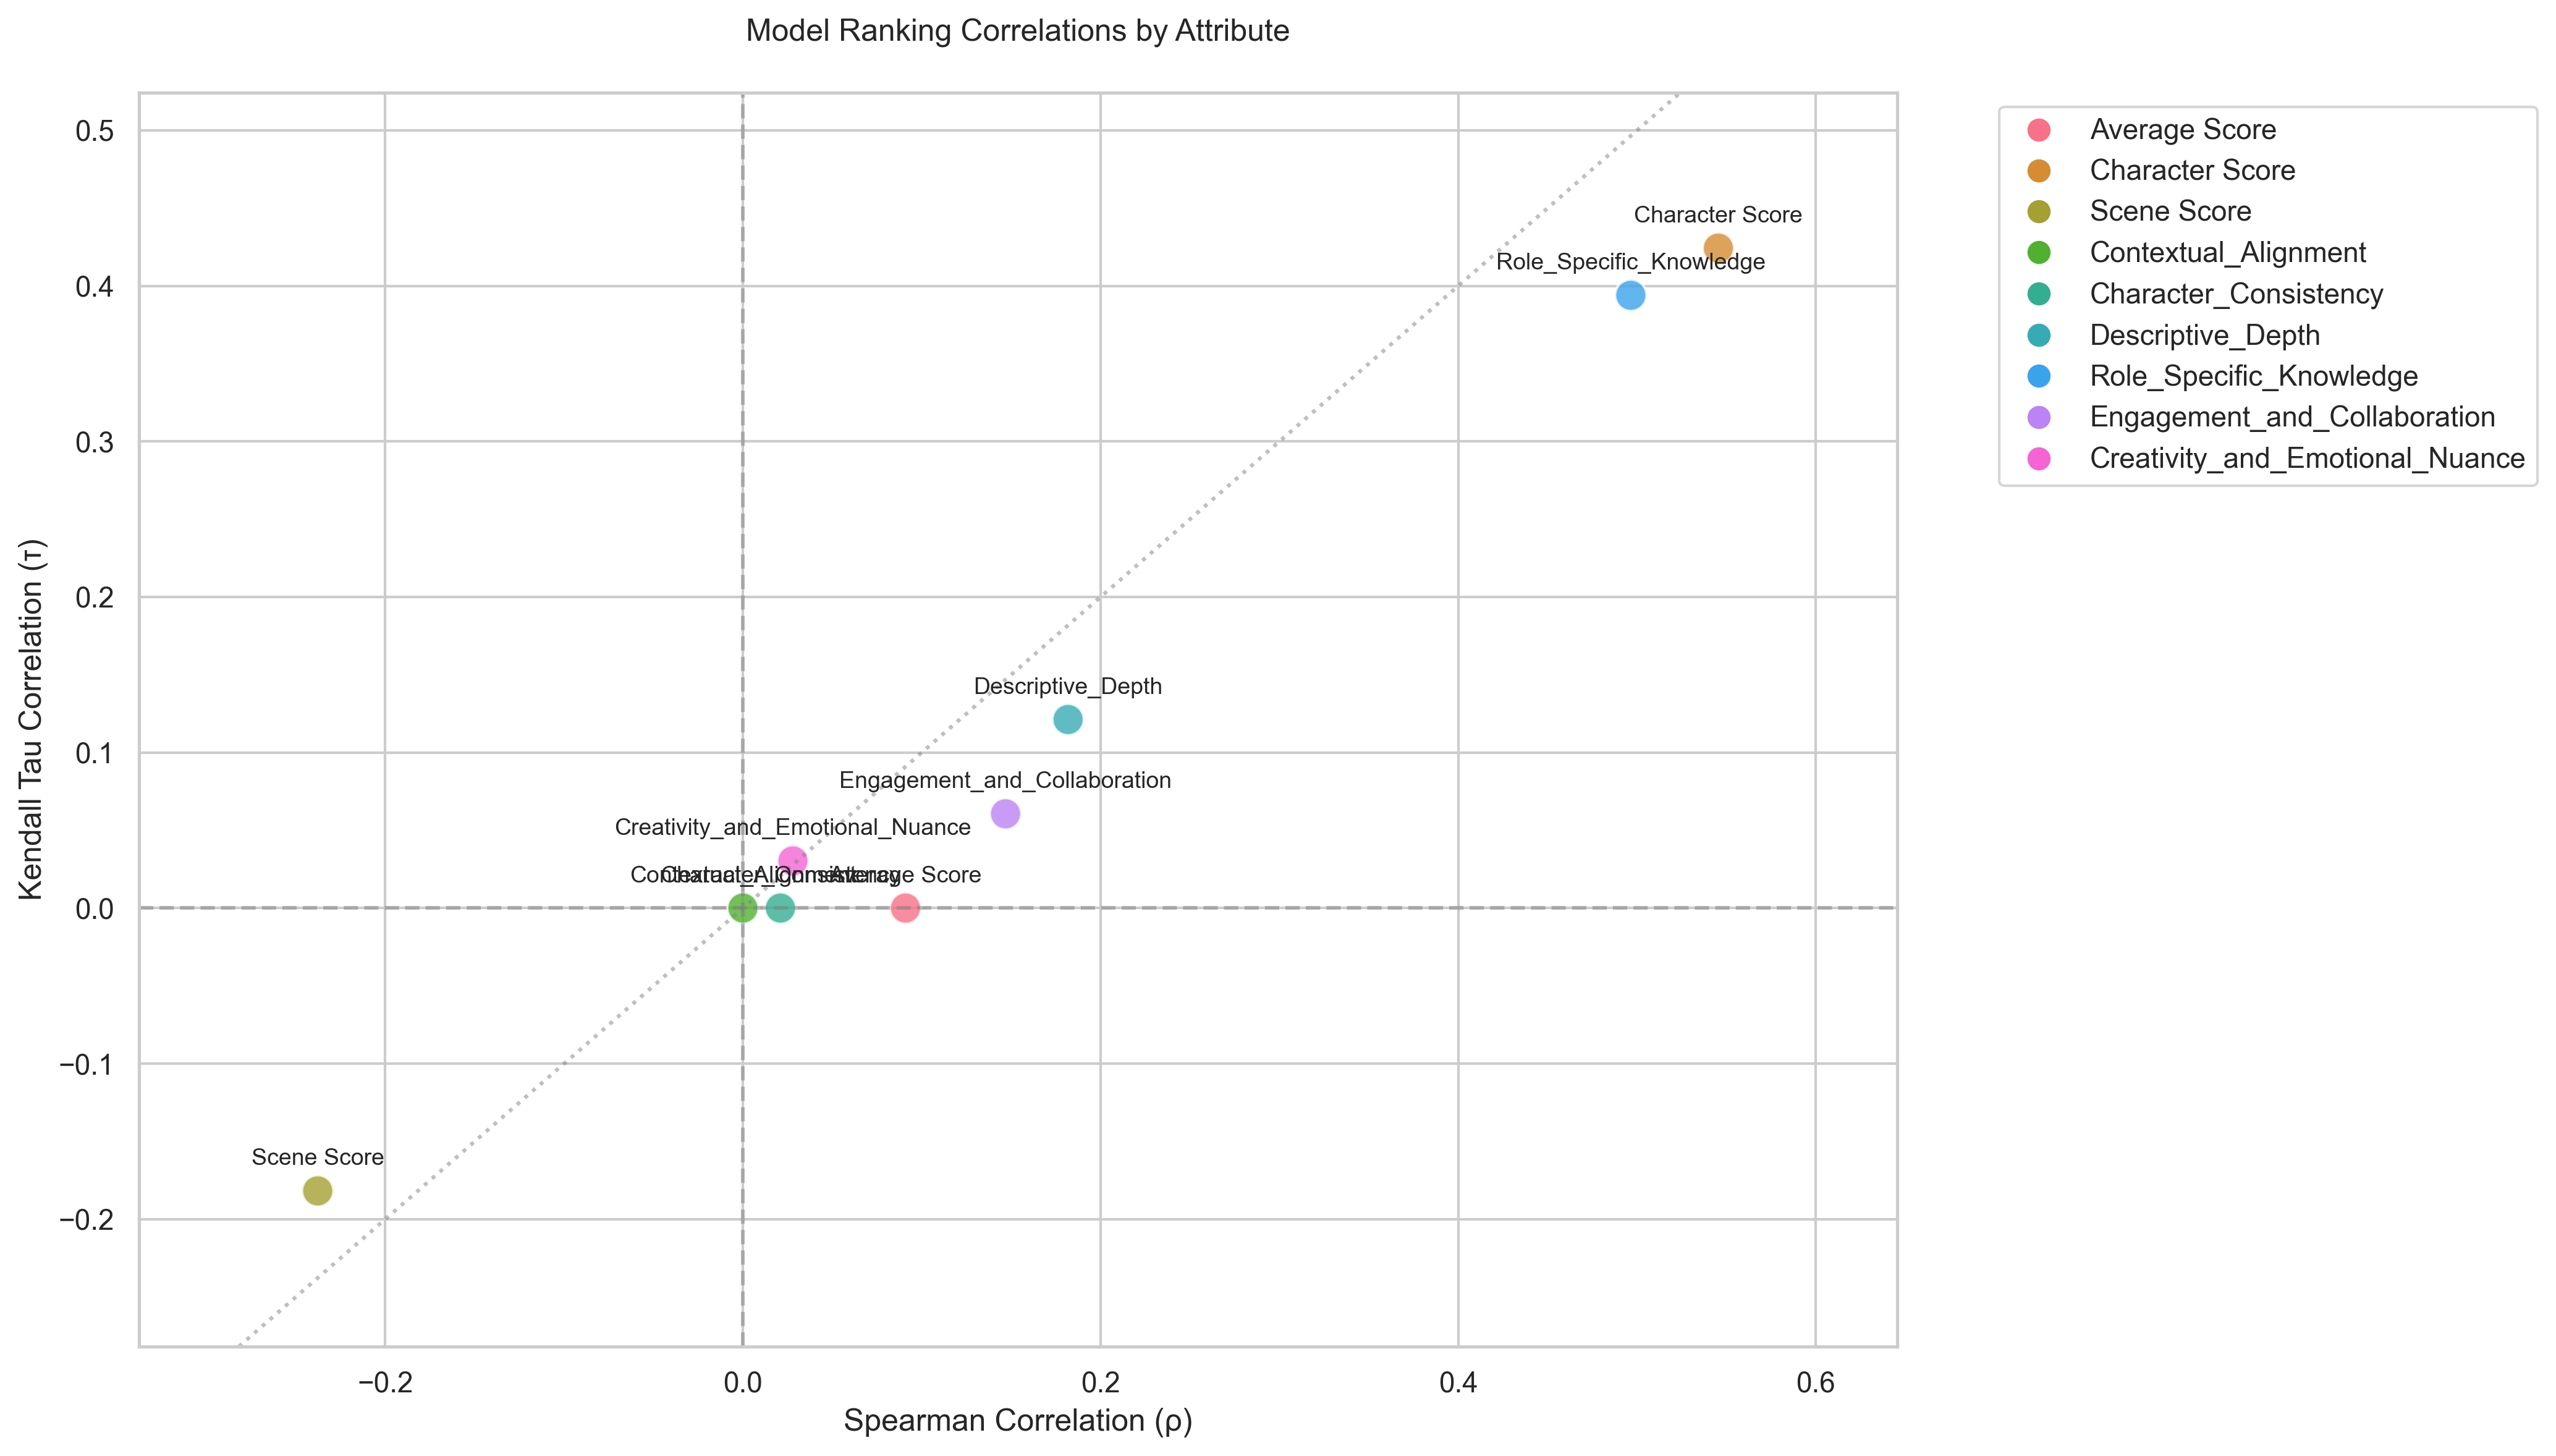 Model Ranking Correlations by Attribute
0.5
0.4
0.3
0.2
0.1
0.0
−0.1
−0.2
Kendall Tau Correlation (τ)
Character Score
Role_Specific_Knowledge
Descriptive_Depth
Engagement_and_Collaboration
Creativity_and_Emotional_Nuance
Contextual_Alignment
Character_Consistency
Average Score
Scene Score
−0.2
0.0
0.2
0.4
0.6
Spearman Correlation (ρ)
Average Score
Character Score
Scene Score
Contextual_Alignment
Character_Consistency
Descriptive_Depth
Role_Specific_Knowledge
Engagement_and_Collaboration
Creativity_and_Emotional_Nuance